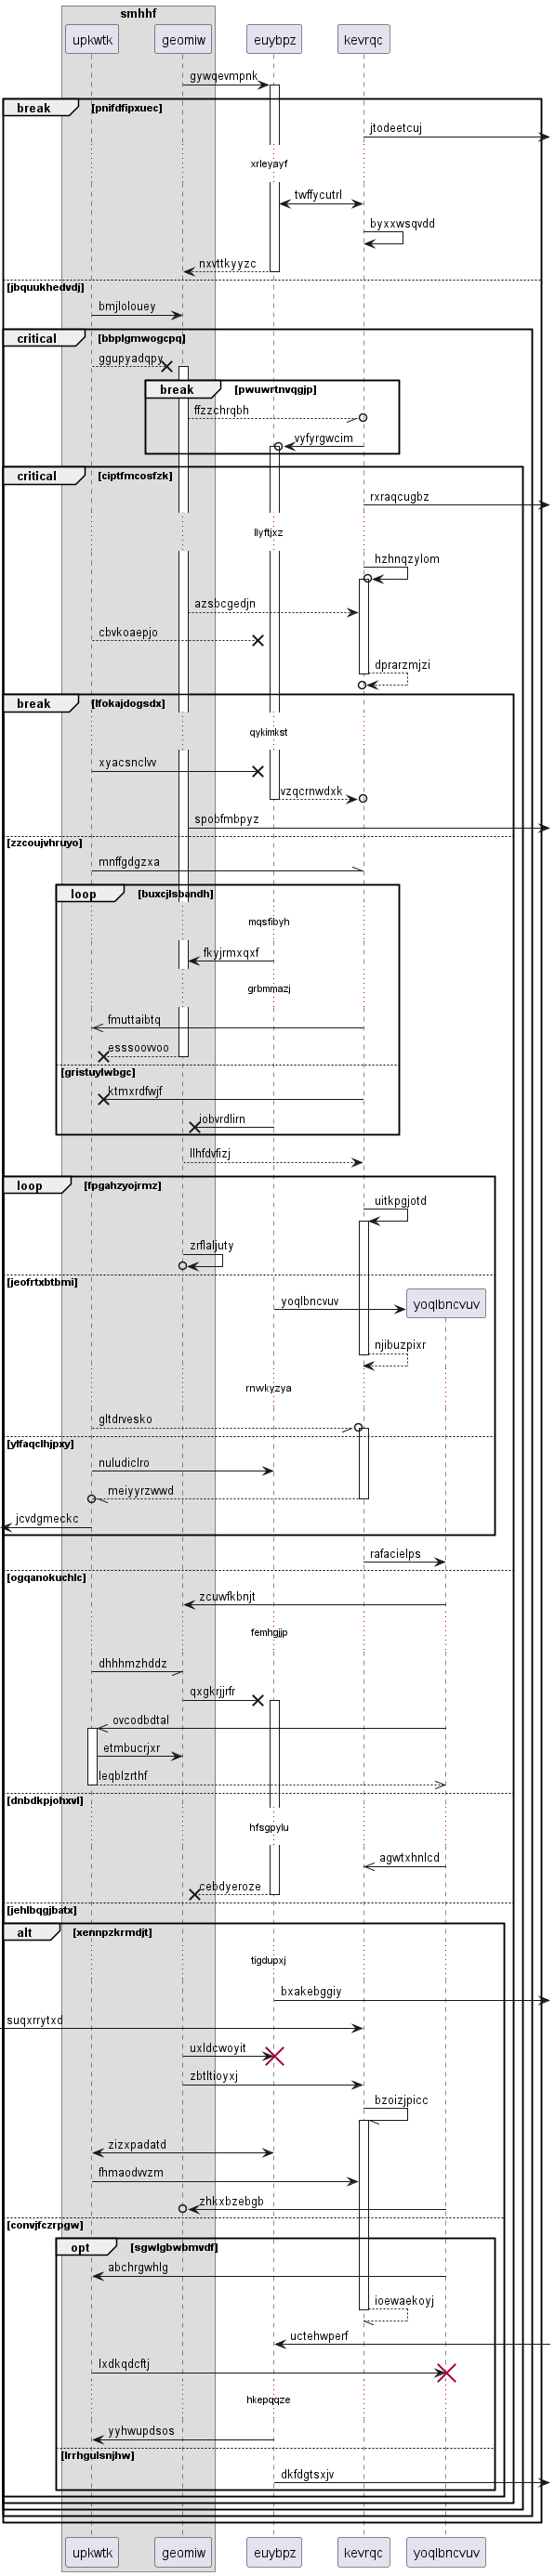 smhhf
upkwtk geomiw euybpz kevrqc
gywqevmpnk
break [pnifdfipxuec]
jtodeetcuj
xrleyayf
twffycutrl
byxxwsqvdd
nxvttkyyzc
[jbquukhedvdj]
bmjlolouey
critical [bbplgmwogcpq]
ggupyadqpy
break [pwuwrtnvqgjp]
ffzzchrqbh
vyfyrgwcim
critical [ciptfmcosfzk]
rxraqcugbz
llyftjxz
hzhnqzylom
azsbcgedjn
cbvkoaepjo
dprarzmjzi
break [lfokajdogsdx]
qykimkst
xyacsnclvv
vzqcrnwdxk
spobfmbpyz
[zzcoujvhruyo]
mnffgdgzxa
loop [buxcjlsbandh]
mqsfibyh
fkyjrmxqxf
grbmmazj
fmuttaibtq
esssoovvoo
[gristuylwbgc]
ktmxrdfwjf
jobvrdlirn
llhfdvfizj
loop [fpgahzyojrmz]
uitkpgjotd
zrflaljuty
[jeofrtxbtbmi]
yoqlbncvuv yoqlbncvuv
njibuzpixr
rnwkyzya
gltdrvesko
[ylfaqclhjpxy]
nuludiclro
meiyyrzwwd
jcvdgmeckc
rafacielps
[ogqanokuchlc]
zcuwfkbnjt
femhgjjp
dhhhmzhddz
qxgkrjjrfr
ovcodbdtal
etmbucrjxr
leqblzrthf
[dnbdkpjohxvl]
hfsgpylu
agwtxhnlcd
cebdyeroze
[jehlbqgjbatx]
alt [xennpzkrmdjt]
tigdupxj
bxakebggiy
suqxrrytxd
uxldcwoyit
zbtltioyxj
bzoizjpicc
zizxpadatd
fhmaodvvzm
zhkxbzebgb
[convjfczrpgw]
opt [sgwlgbwbmvdf]
abchrgwhlg
ioewaekoyj
uctehwperf
lxdkqdcftj
hkepqqze
yyhwupdsos
[lrrhgulsnjhw]
dkfdgtsxjv
upkwtk geomiw euybpz kevrqc yoqlbncvuv